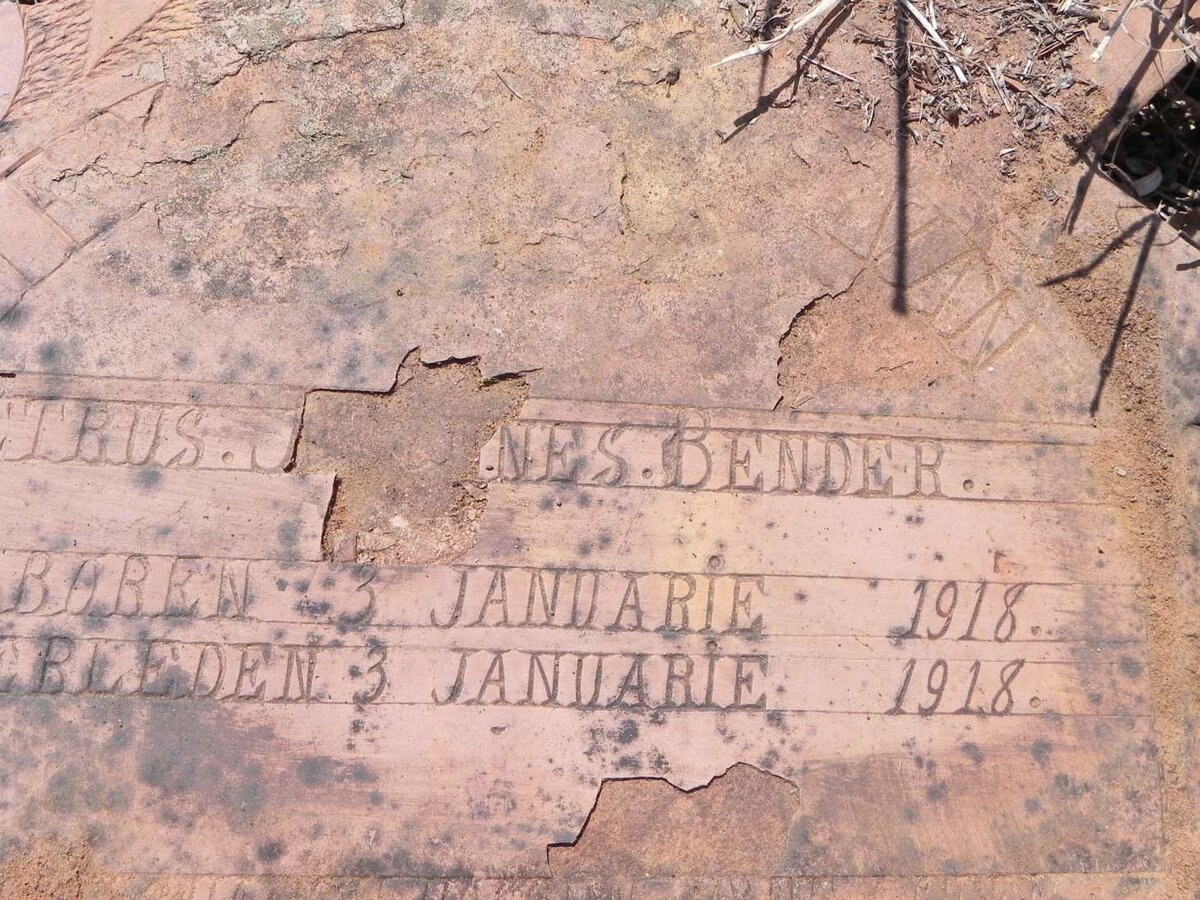 TRUS. J NES. BENDER.
BOREN 3 JANUARIE 1918.
ERLEDEN 3 JANUARIE 1918.